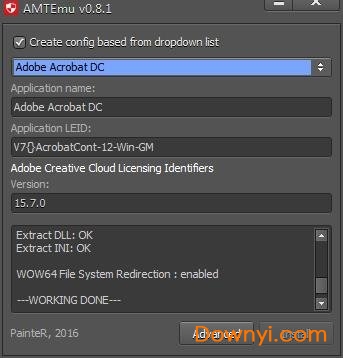 AMTEmu v0.8.1
Create config based from dropdown list
Adobe Acrobat DC
Application name:
Adobe Acrobat DC
Application LEID:
V7{}AcrobatCont-12-Win-GM
Adobe Creative Cloud Licensing Identifiers
Version:
15.7.0
Extract DLL: OK
Extract INI: OK
WOW64 File System Redirection : enabled
---WORKING DONE---
PainteR, 2016
Advanced
Install
Downyi.com